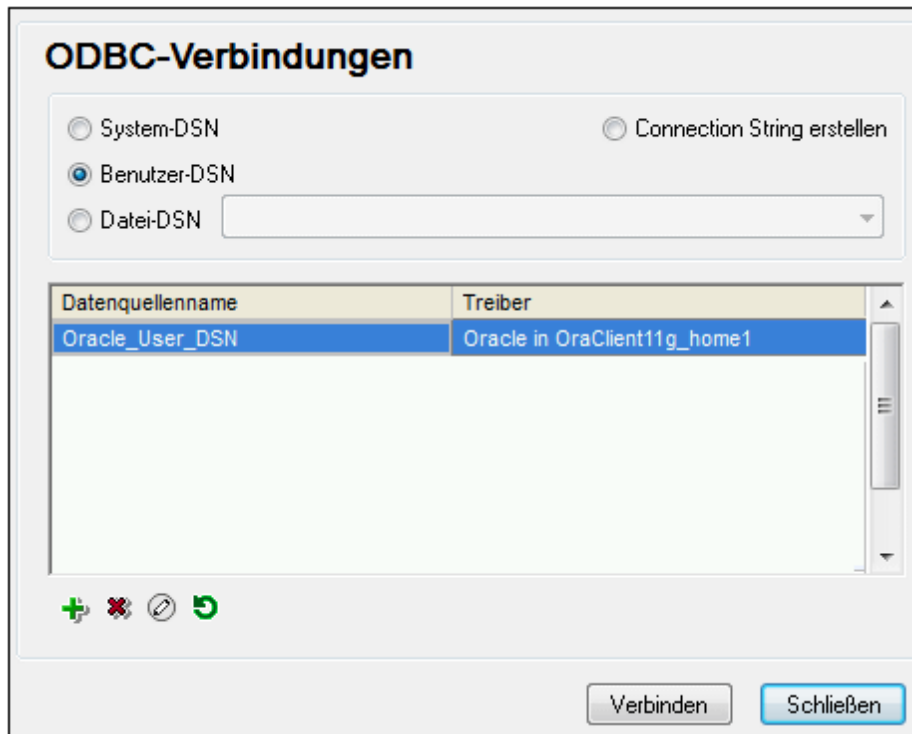 ODBC-Verbindungen
System-DSN
Connection String erstellen
Benutzer-DSN
Datei-DSN
Datenquellenname Treiber
Oracle_User_DSN Oracle in OraClient11g_home1
Verbinden Schließen